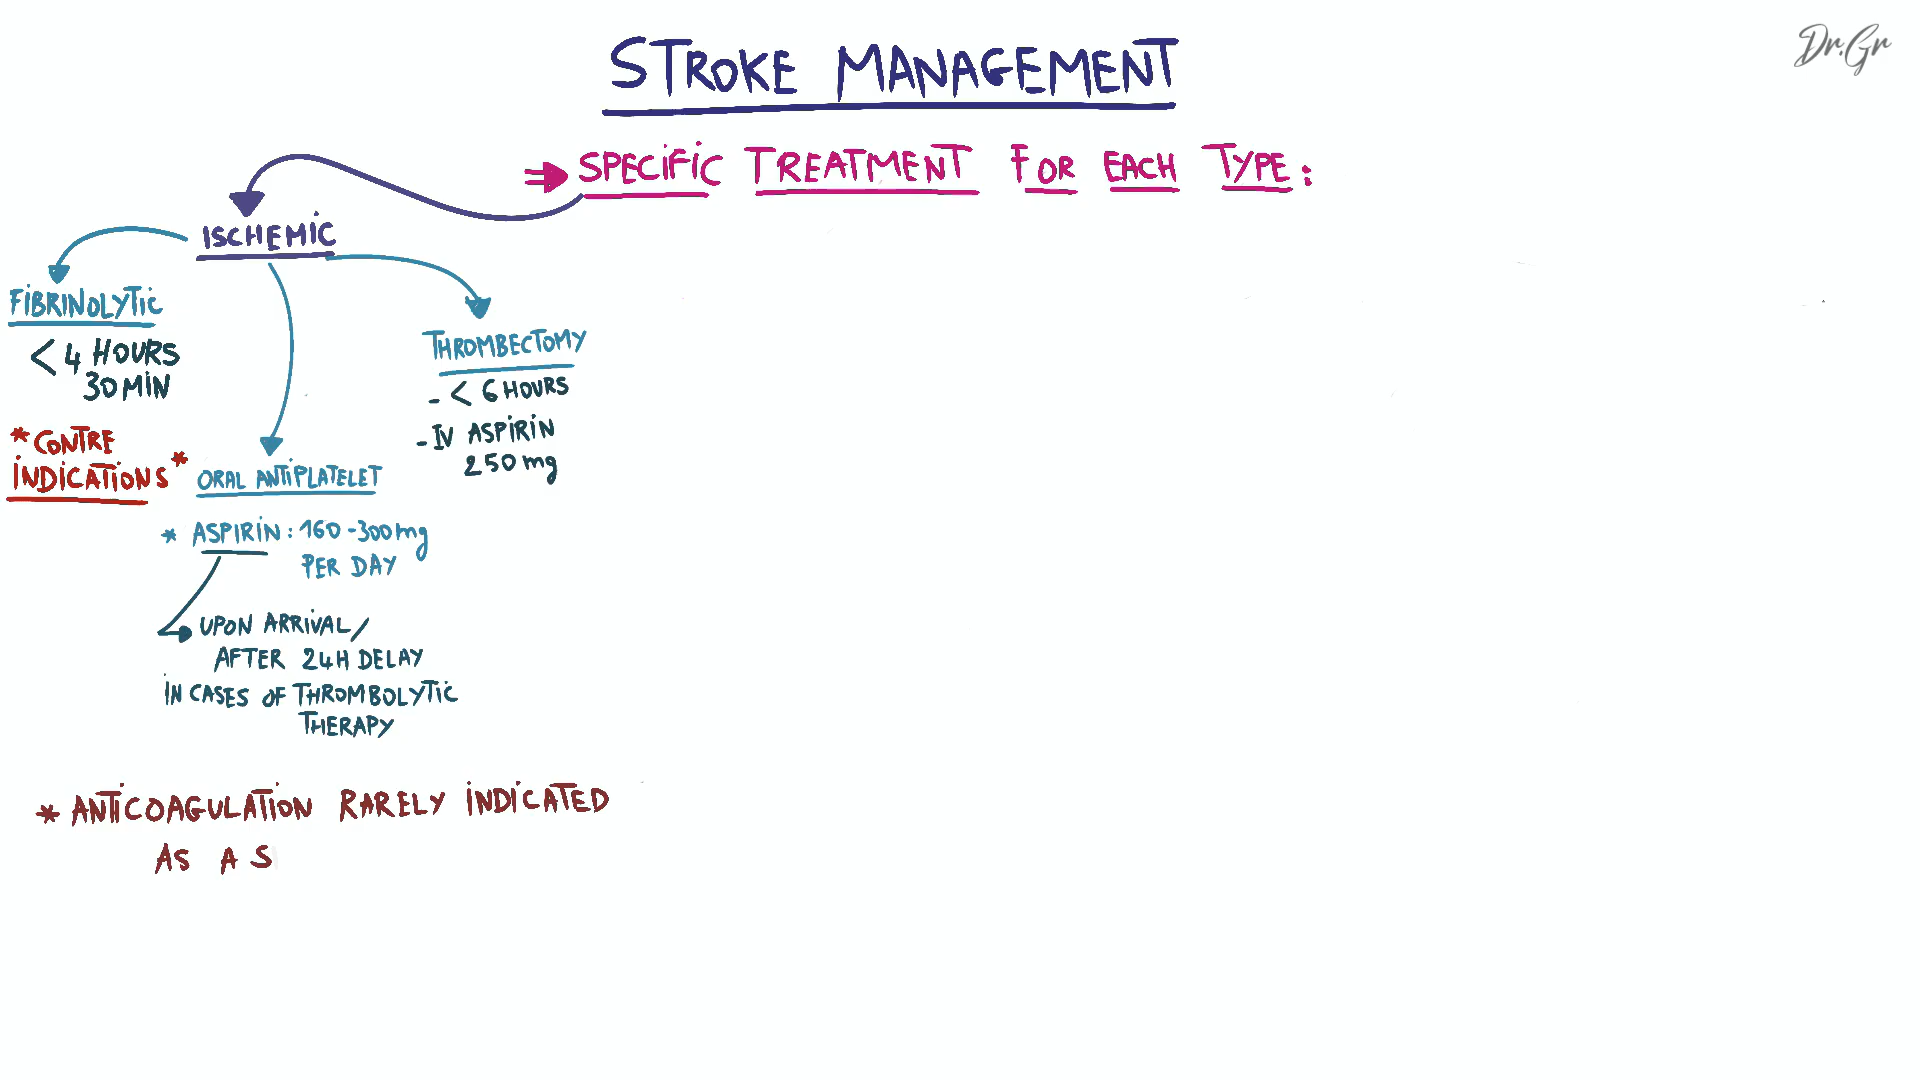 STROKE MANAGEMENT
Dr.Gr
⇒ SPECIFIC TREATMENT FOR EACH TYPE:
ISCHEMIC
FIBRINOLYTIC
< 4 HOURS
30 MIN
* CONTRE
INDICATIONS *
THROMBECTOMY
- < 6 HOURS
- IV ASPIRIN
250 mg
ORAL ANTIPLATELET
* ASPIRIN: 160-300 mg
PER DAY
UPON ARRIVAL/
AFTER 24H DELAY
IN CASES OF THROMBOLYTIC
THERAPY
* ANTICOAGULATION RARELY INDICATED
AS A S